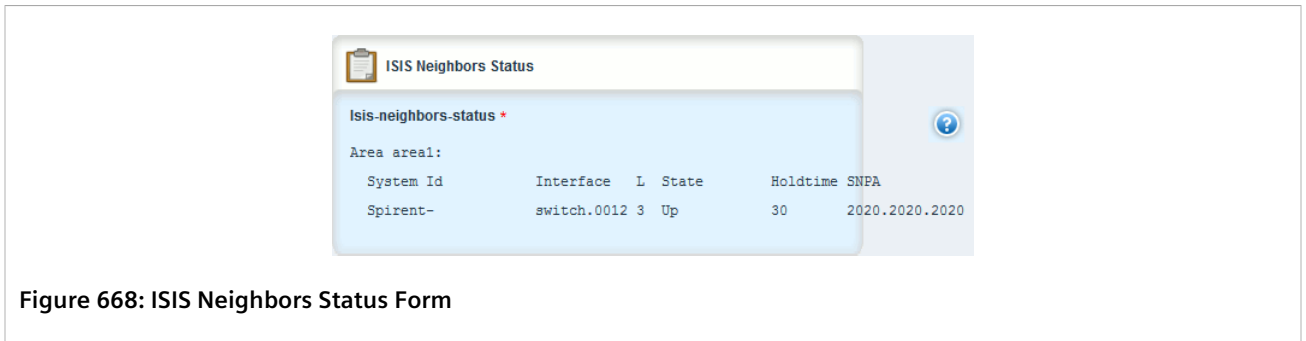 ISIS Neighbors Status
Isis-neighbors-status *
?
Area area1:
System Id Interface L State Holdtime SNPA
Spirent- switch.0012 3 Up 30 2020.2020.2020
Figure 668: ISIS Neighbors Status Form